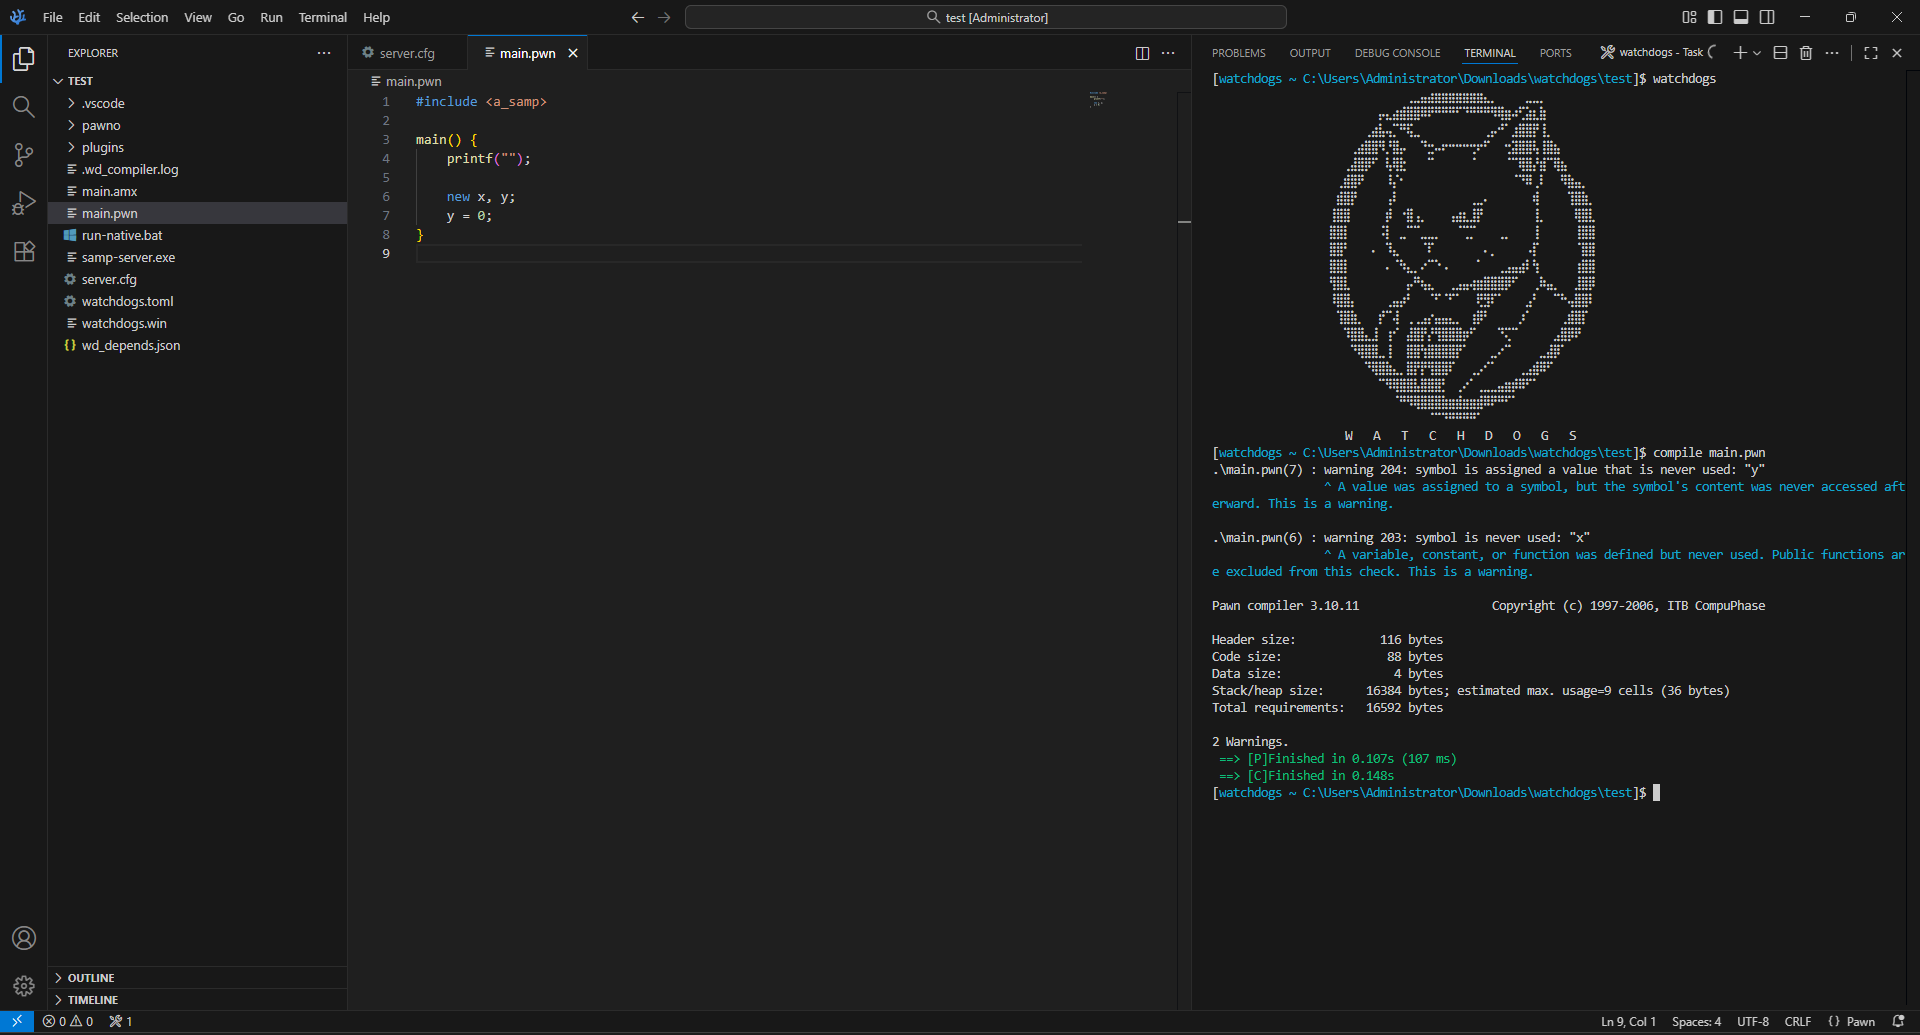 File Edit Selection View Go Run Terminal Help
test [Administrator]
EXPLORER
TEST
.vscode
pawno
plugins
.wd_compiler.log
main.amx
main.pwn
run-native.bat
samp-server.exe
server.cfg
watchdogs.toml
watchdogs.win
wd_depends.json
OUTLINE
TIMELINE
server.cfg main.pwn
main.pwn
1 #include <a_samp>
2
3 main() {
4     printf("");
5
6     new x, y;
7     y = 0;
8 }
9
PROBLEMS OUTPUT DEBUG CONSOLE TERMINAL PORTS watchdogs - Task
[watchdogs ~ C:\Users\Administrator\Downloads\watchdogs\test]$ watchdogs
W A T C H D O G S
[watchdogs ~ C:\Users\Administrator\Downloads\watchdogs\test]$ compile main.pwn
.\main.pwn(7) : warning 204: symbol is assigned a value that is never used: "y"
^ A value was assigned to a symbol, but the symbol's content was never accessed aft
erward. This is a warning.
.\main.pwn(6) : warning 203: symbol is never used: "x"
^ A variable, constant, or function was defined but never used. Public functions ar
e excluded from this check. This is a warning.
Pawn compiler 3.10.11 Copyright (c) 1997-2006, ITB CompuPhase
Header size: 116 bytes
Code size: 88 bytes
Data size: 4 bytes
Stack/heap size: 16384 bytes; estimated max. usage=9 cells (36 bytes)
Total requirements: 16592 bytes
2 Warnings.
==> [P]Finished in 0.107s (107 ms)
==> [C]Finished in 0.148s
[watchdogs ~ C:\Users\Administrator\Downloads\watchdogs\test]$
0 0 1
Ln 9, Col 1 Spaces: 4 UTF-8 CRLF {} Pawn